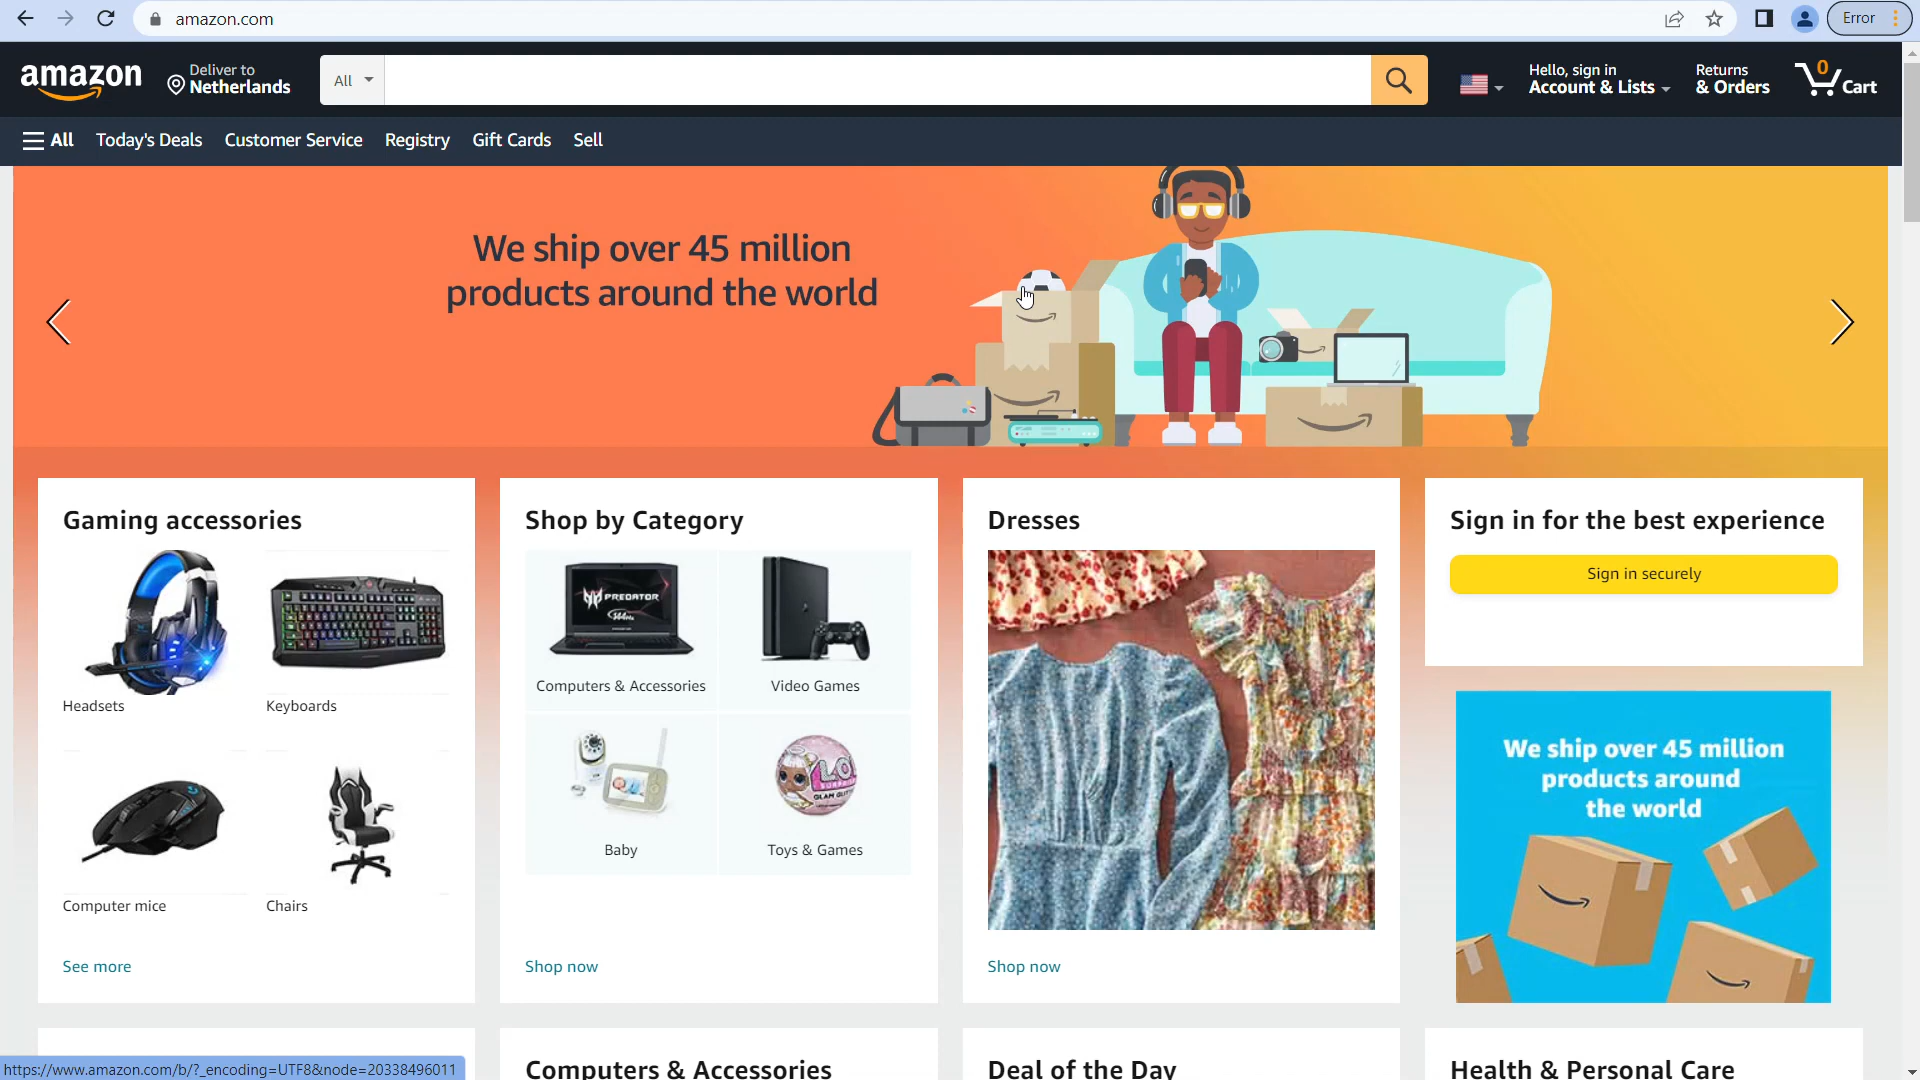 amazon.com
Error
amazon
Deliver to
Netherlands
All
Hello, sign in
Account & Lists
Returns
& Orders
0
Cart
All
Today's Deals
Customer Service
Registry
Gift Cards
Sell
We ship over 45 million
products around the world
Gaming accessories
Headsets
Keyboards
Computer mice
Chairs
See more
Shop by Category
PREDATOR
144Hz
Computers & Accessories
Video Games
L.O.L.
SURPRISE
Baby
Toys & Games
Shop now
Dresses
Shop now
Sign in for the best experience
Sign in securely
We ship over 45 million
products around
the world
Computers & Accessories
Deal of the Day
Health & Personal Care
https://www.amazon.com/b/?_encoding=UTF8&node=20338496011